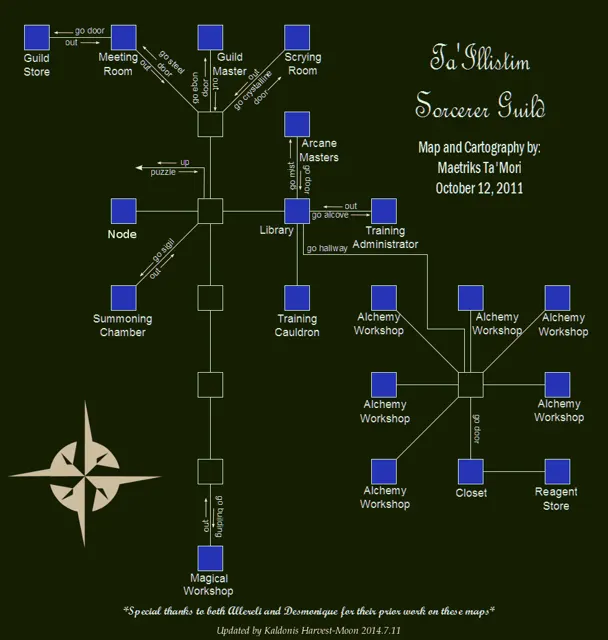 Ta'Illistim
Sorcerer Guild
Map and Cartography by:
Maetriks Ta'Mori
October 12, 2011
go door
out
Guild
Store
Meeting
Room
go steel
door
out
Guild
Master
go ebon
door
out
Scrying
Room
out
go crystalline
door
Arcane
Masters
go mist
go door
up
puzzle
Node
Library
out
go alcove
Training
Administrator
go hallway
go sigil
out
Summoning
Chamber
Training
Cauldron
Alchemy
Workshop
Alchemy
Workshop
Alchemy
Workshop
Alchemy
Workshop
Alchemy
Workshop
go door
Alchemy
Workshop
Closet
Reagent
Store
go building
out
Magical
Workshop
*Special thanks to both Allereli and Desmonique for their prior work on these maps*
Updated by Kaldonis Harvest-Moon 2014.7.11